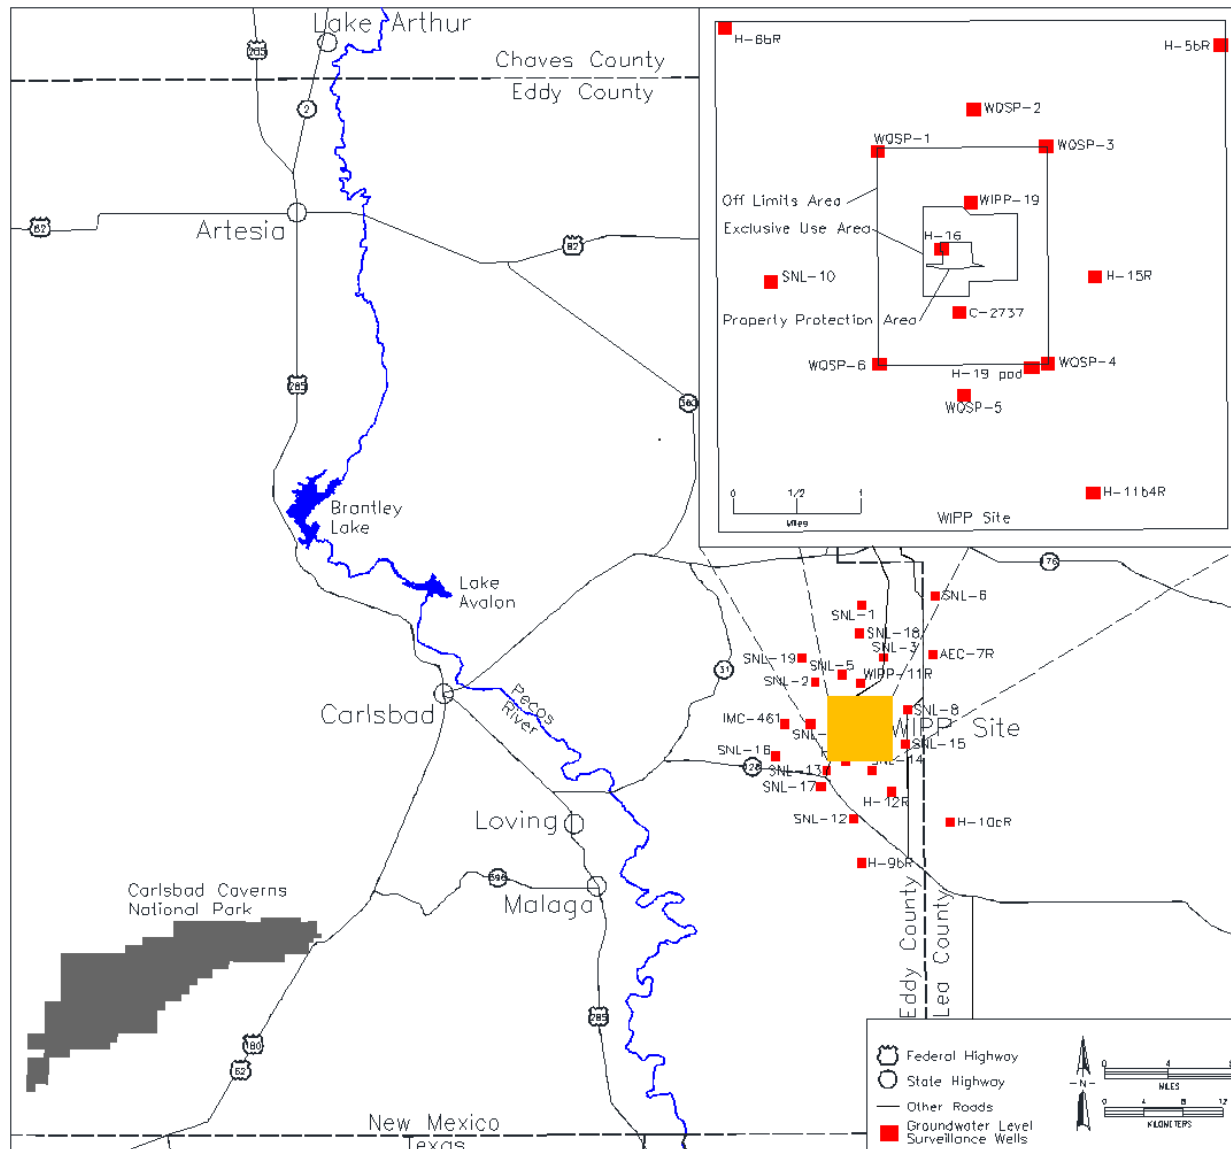 Lake Arthur
285
Chaves County
Eddy County
2
82
Artesia
82
285
360
Brantley
Lake
Lake
Avalon
Carlsbad
Pecos
River
31
176
Loving
Malaga
Carlsbad Caverns
National Park
285
180
62
New Mexico
Texas
H-6bR
H-5bR
WQSP-2
WQSP-1
WQSP-3
Off Limits Area
WIPP-19
Exclusive Use Area
H-16
SNL-10
H-15R
Property Protection Area
C-2737
WQSP-6
H-19 pad
WQSP-4
WQSP-5
H-11b4R
0 1/2 1
Miles
WIPP Site
SNL-6
SNL-1
SNL-18
SNL-3
AEC-7R
SNL-19
SNL-5
WIPP-11R
SNL-2
SNL-8
IMC-461
SNL-
WIPP Site
SNL-15
SNL-16
SNL-13
SNL-14
SNL-17
H-12R
SNL-12
H-10cR
H-9bR
Eddy County
Lea County
Federal Highway
State Highway
Other Roads
Groundwater Level
Surveillance Wells
-N-
0 4
MILES
0 4 8 12
KILOMETERS